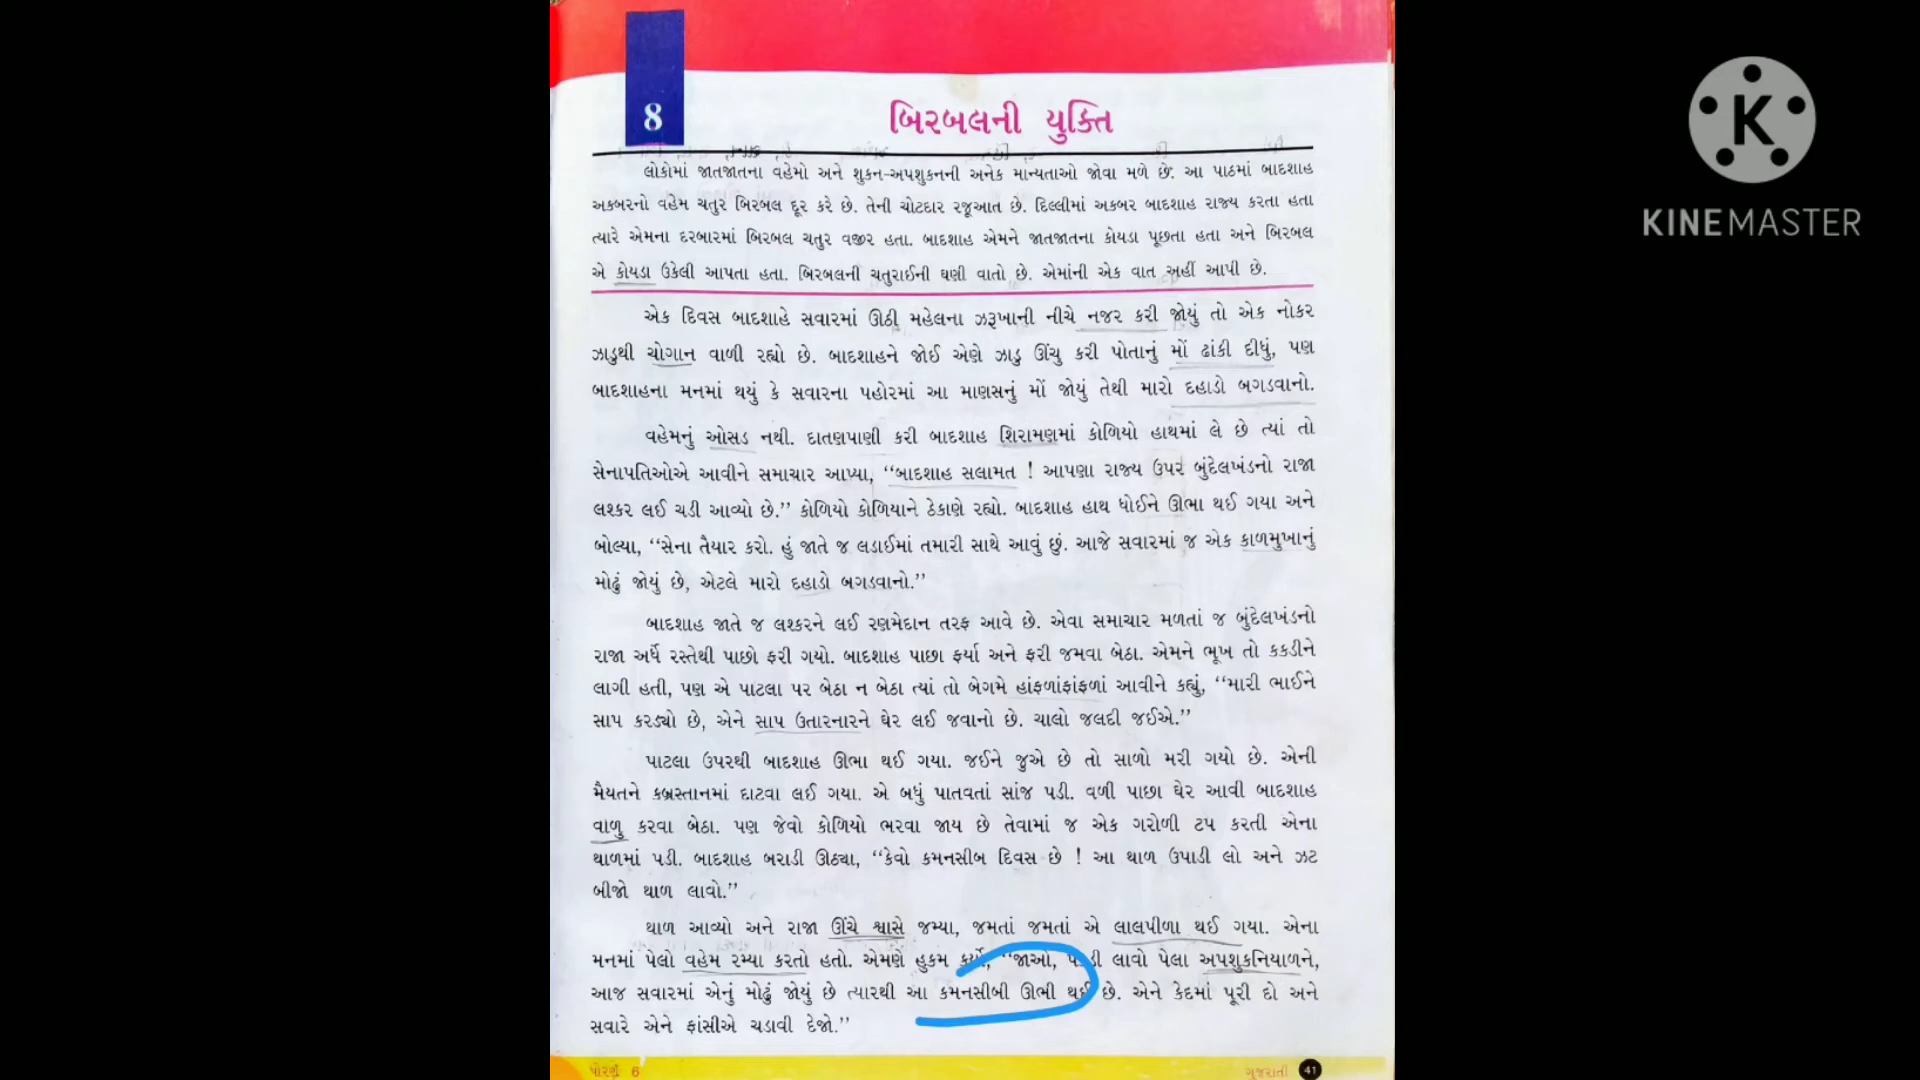 8
બિરબલની યુક્તિ
લોકોમાં જાતજાતના વહેમો અને શુકન-અપશુકનની અનેક માન્યતાઓ જોવા મળે છે. આ પાઠમાં બાદશાહ
અકબરનો વહેમ ચતુર બિરબલ દૂર કરે છે. તેની ચોટદાર રજૂઆત છે. દિલ્લીમાં અકબર બાદશાહ રાજ્ય કરતા હતા
ત્યારે એમના દરબારમાં બિરબલ ચતુર વજીર હતા. બાદશાહ એમને જાતજાતના કોયડા પૂછતા હતા અને બિરબલ
એ કોયડા ઉકેલી આપતા હતા. બિરબલની ચતુરાઈની ઘણી વાતો છે. એમાંની એક વાત અહીં આપી છે.
એક દિવસ બાદશાહે સવારમાં ઊઠી મહેલના ઝરૂખાની નીચે નજર કરી જોયું તો એક નોકર
ઝાડુથી ચોગાન વાળી રહ્યો છે. બાદશાહને જોઈ એણે ઝાડુ ઊંચુ કરી પોતાનું મોં ઢાંકી દીધું, પણ
બાદશાહના મનમાં થયું કે સવારના પહોરમાં આ માણસનું મોં જોયું તેથી મારો દહાડો બગડવાનો.
વહેમનું ઓસડ નથી. દાતણપાણી કરી બાદશાહ શિરામણમાં કોળિયો હાથમાં લે છે ત્યાં તો
સેનાપતિઓએ આવીને સમાચાર આપ્યા, ‘‘બાદશાહ સલામત ! આપણા રાજ્ય ઉપર બુંદેલખંડનો રાજા
લશ્કર લઈ ચડી આવ્યો છે.’’ કોળિયો કોળિયાને ઠેકાણે રહ્યો. બાદશાહ હાથ ધોઈને ઊભા થઈ ગયા અને
બોલ્યા, ‘‘સેના તૈયાર કરો. હું જાતે જ લડાઈમાં તમારી સાથે આવું છું. આજે સવારમાં જ એક કાળમુખાનું
મોઢું જોયું છે, એટલે મારો દહાડો બગડવાનો.’’
બાદશાહ જાતે જ લશ્કરને લઈ રણમેદાન તરફ આવે છે. એવા સમાચાર મળતાં જ બુંદેલખંડનો
રાજા અર્ધે રસ્તેથી પાછો ફરી ગયો. બાદશાહ પાછા ફર્યા અને ફરી જમવા બેઠા. એમને ભૂખ તો કકડીને
લાગી હતી, પણ એ પાટલા પર બેઠા ન બેઠા ત્યાં તો બેગમે હાંફળાંફાંફળાં આવીને કહ્યું, ‘‘મારી ભાઈને
સાપ કરડ્યો છે, એને સાપ ઉતારનારને ઘેર લઈ જવાનો છે. ચાલો જલદી જઈએ.’’
પાટલા ઉપરથી બાદશાહ ઊભા થઈ ગયા. જઈને જુએ છે તો સાળો મરી ગયો છે. એની
મૈયતને કબ્રસ્તાનમાં દાટવા લઈ ગયા. એ બધું પાતવતાં સાંજ પડી. વળી પાછા ઘેર આવી બાદશાહ
વાળુ કરવા બેઠા. પણ જેવો કોળિયો ભરવા જાય છે તેવામાં જ એક ગરોળી ટપ કરતી એના
થાળમાં પડી. બાદશાહ બરાડી ઊઠ્યા, ‘‘કેવો કમનસીબ દિવસ છે ! આ થાળ ઉપાડી લો અને ઝટ
બીજો થાળ લાવો.’’
થાળ આવ્યો અને રાજા ઊંચે શ્વાસે જમ્યા, જમતાં જમતાં એ લાલપીળા થઈ ગયા. એના
મનમાં પેલો વહેમ રમ્યા કરતો હતો. એમણે હુકમ કર્યો, ‘‘જાઓ, પકડી લાવો પેલા અપશુકનિયાળને,
આજ સવારમાં એનું મોઢું જોયું છે ત્યારથી આ કમનસીબી ઊભી થઈ છે. એને કેદમાં પૂરી દો અને
સવારે એને ફાંસીએ ચડાવી દેજો.’’
ધોરણ 6
ગુજરાતી 41
K
KINEMASTER